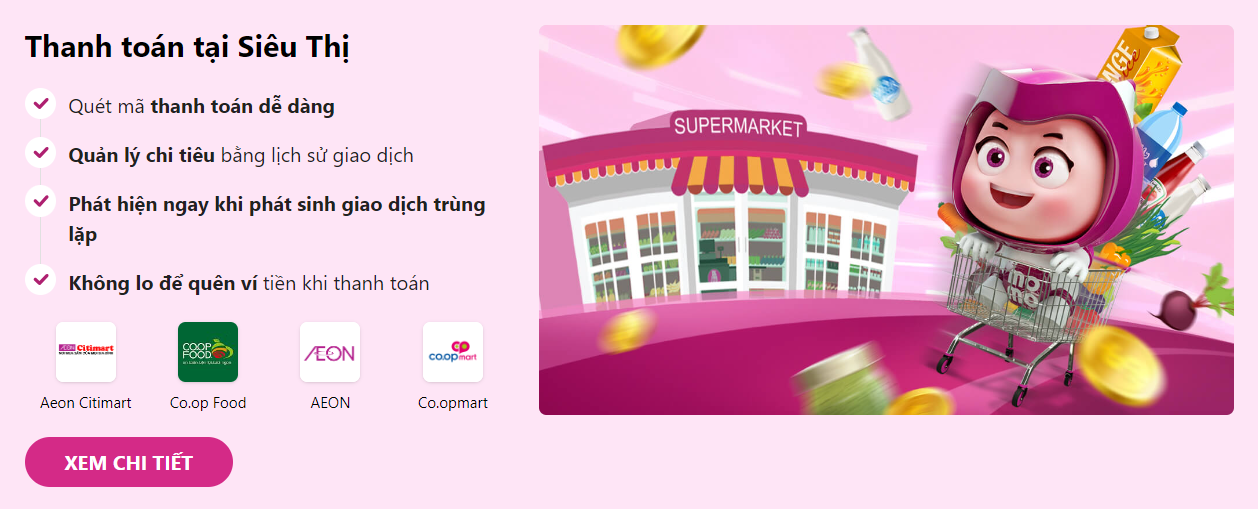 Thanh toán tại Siêu Thị
Quét mã thanh toán dễ dàng
Quản lý chi tiêu bằng lịch sử giao dịch
Phát hiện ngay khi phát sinh giao dịch trùng
lặp
Không lo để quên ví tiền khi thanh toán
AEON Citimart
CO.OP
FOOD
ÆON
co.opmart
Aeon Citimart
Co.op Food
AEON
Co.opmart
XEM CHI TIẾT
SUPERMARKET
mo
mo